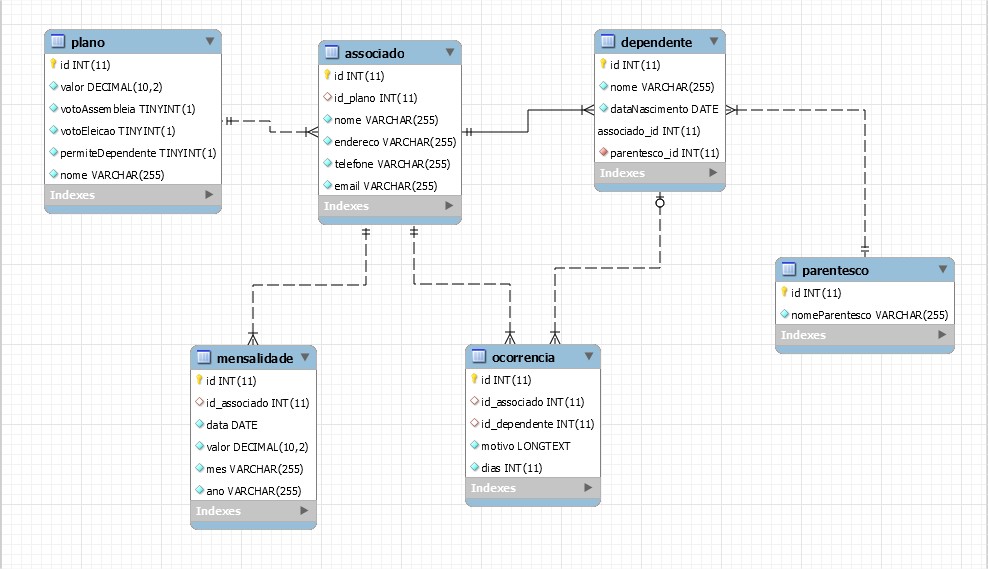 plano
id INT(11)
valor DECIMAL(10,2)
votoAssembleia TINYINT(1)
votoEleicao TINYINT(1)
permiteDependente TINYINT(1)
nome VARCHAR(255)
Indexes
associado
id INT(11)
id_plano INT(11)
nome VARCHAR(255)
endereco VARCHAR(255)
telefone VARCHAR(255)
email VARCHAR(255)
Indexes
dependente
id INT(11)
nome VARCHAR(255)
dataNascimento DATE
associado_id INT(11)
parentesco_id INT(11)
Indexes
parentesco
id INT(11)
nomeParentesco VARCHAR(255)
Indexes
mensalidade
id INT(11)
id_associado INT(11)
data DATE
valor DECIMAL(10,2)
mes VARCHAR(255)
ano VARCHAR(255)
Indexes
ocorrencia
id INT(11)
id_associado INT(11)
id_dependente INT(11)
motivo LONGTEXT
dias INT(11)
Indexes